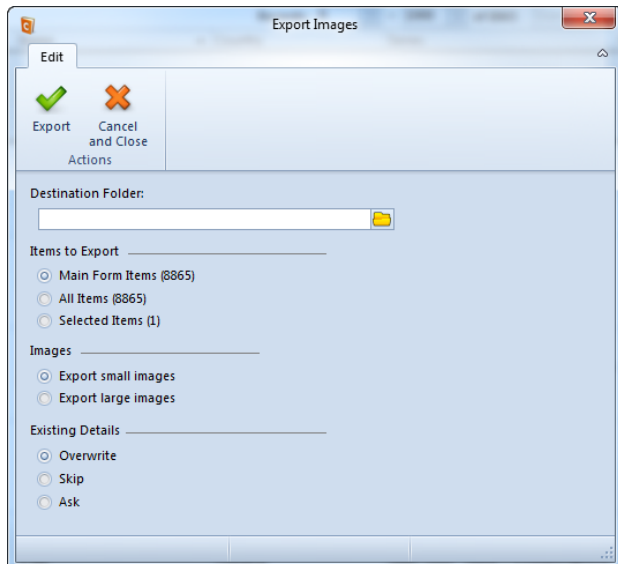 Export Images
Edit
Export
Cancel
and Close
Actions
Destination Folder:
Items to Export
Main Form Items (8865)
All Items (8865)
Selected Items (1)
Images
Export small images
Export large images
Existing Details
Overwrite
Skip
Ask